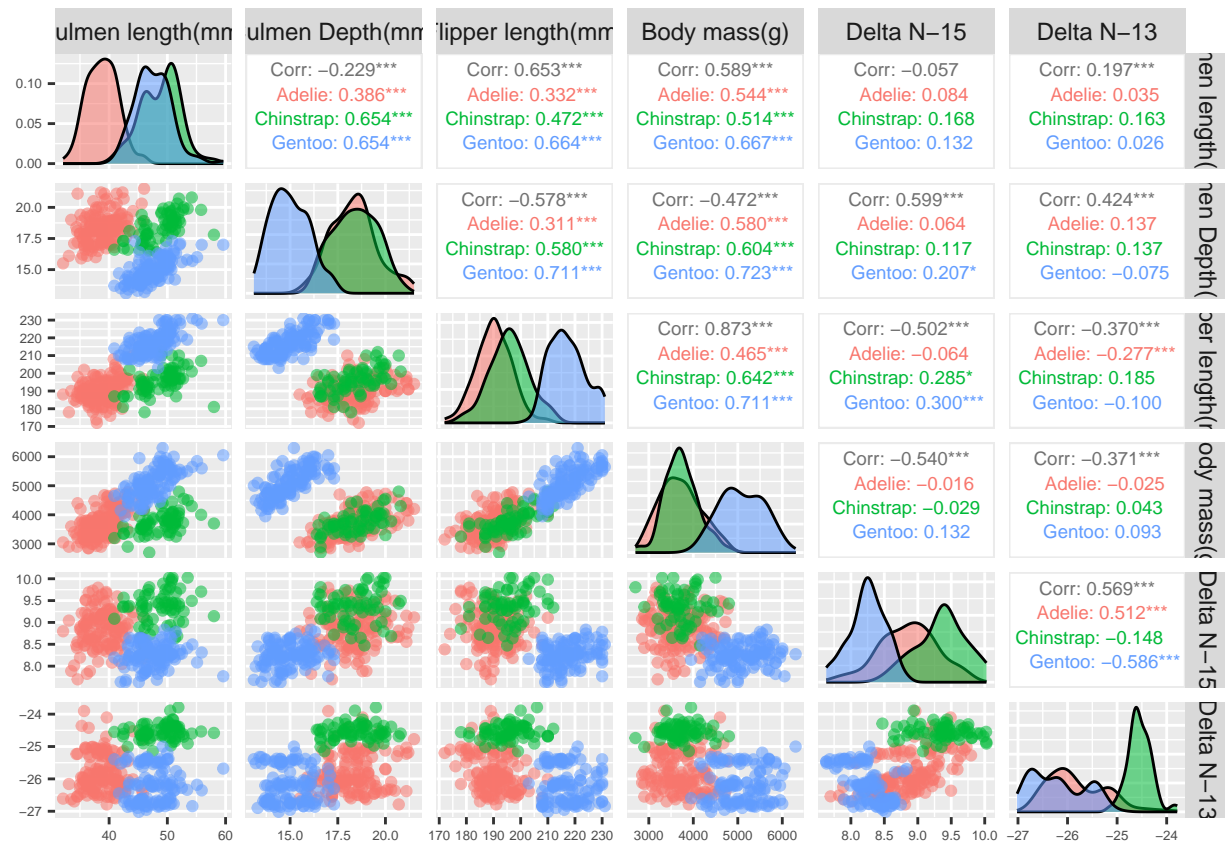 ulmen length(mm
ulmen Depth(mm
lipper length(mm
Body mass(g)
Delta N−15
Delta N−13
0.10
0.05
0.00
Corr: −0.229***
Adelie: 0.386***
Chinstrap: 0.654***
Gentoo: 0.654***
Corr: 0.653***
Adelie: 0.332***
Chinstrap: 0.472***
Gentoo: 0.664***
Corr: 0.589***
Adelie: 0.544***
Chinstrap: 0.514***
Gentoo: 0.667***
Corr: −0.057
Adelie: 0.084
Chinstrap: 0.168
Gentoo: 0.132
Corr: 0.197***
Adelie: 0.035
Chinstrap: 0.163
Gentoo: 0.026
men length(
20.0
17.5
15.0
Corr: −0.578***
Adelie: 0.311***
Chinstrap: 0.580***
Gentoo: 0.711***
Corr: −0.472***
Adelie: 0.580***
Chinstrap: 0.604***
Gentoo: 0.723***
Corr: 0.599***
Adelie: 0.064
Chinstrap: 0.117
Gentoo: 0.207*
Corr: 0.424***
Adelie: 0.137
Chinstrap: 0.137
Gentoo: −0.075
men Depth(
230
220
210
200
190
180
170
Corr: 0.873***
Adelie: 0.465***
Chinstrap: 0.642***
Gentoo: 0.711***
Corr: −0.502***
Adelie: −0.064
Chinstrap: 0.285*
Gentoo: 0.300***
Corr: −0.370***
Adelie: −0.277***
Chinstrap: 0.185
Gentoo: −0.100
per length(
6000
5000
4000
3000
Corr: −0.540***
Adelie: −0.016
Chinstrap: −0.029
Gentoo: 0.132
Corr: −0.371***
Adelie: −0.025
Chinstrap: 0.043
Gentoo: 0.093
ody mass(
10.0
9.5
9.0
8.5
8.0
Corr: 0.569***
Adelie: 0.512***
Chinstrap: −0.148
Gentoo: −0.586***
Delta N−15
−24
−25
−26
−27
Delta N−13
40 50 60
15.0 17.5 20.0
170 180 190 200 210 220 230
3000 4000 5000 6000
8.0 8.5 9.0 9.5 10.0
−27 −26 −25 −24